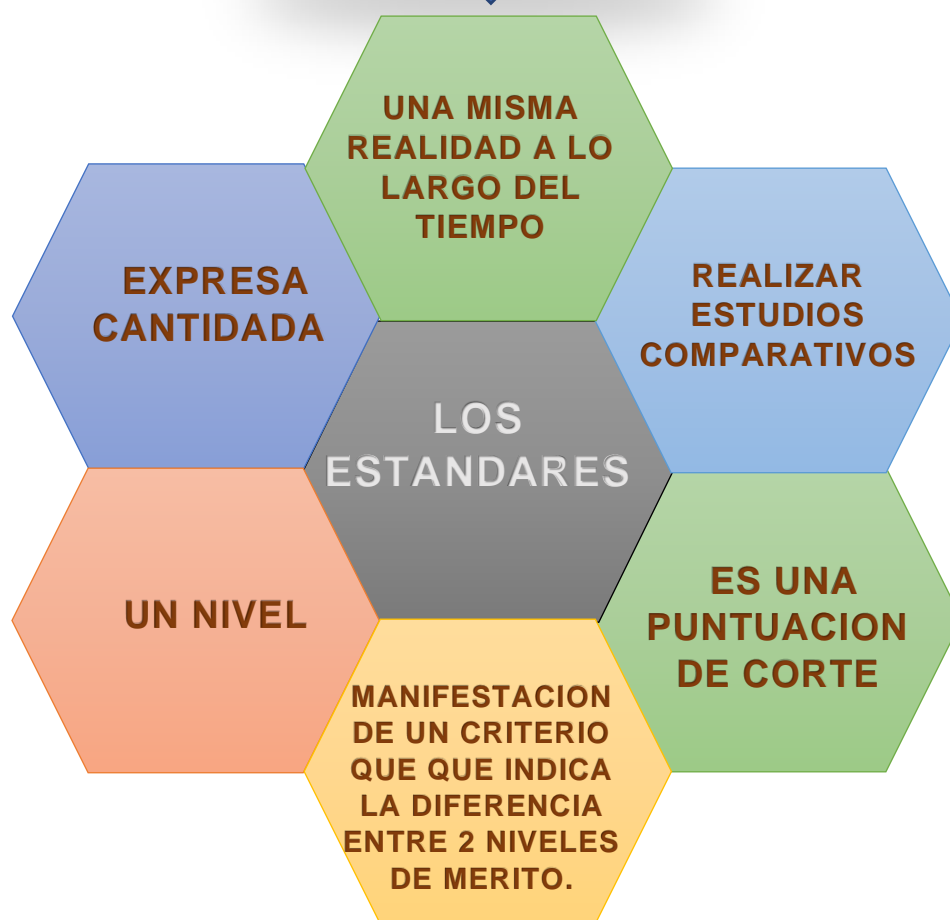 UNA MISMA
REALIDAD A LO
LARGO DEL
TIEMPO
EXPRESA
CANTIDADA
REALIZAR
ESTUDIOS
COMPARATIVOS
LOS
ESTANDARES
UN NIVEL
ES UNA
PUNTUACION
DE CORTE
MANIFESTACION
DE UN CRITERIO
QUE QUE INDICA
LA DIFERENCIA
ENTRE 2 NIVELES
DE MERITO.